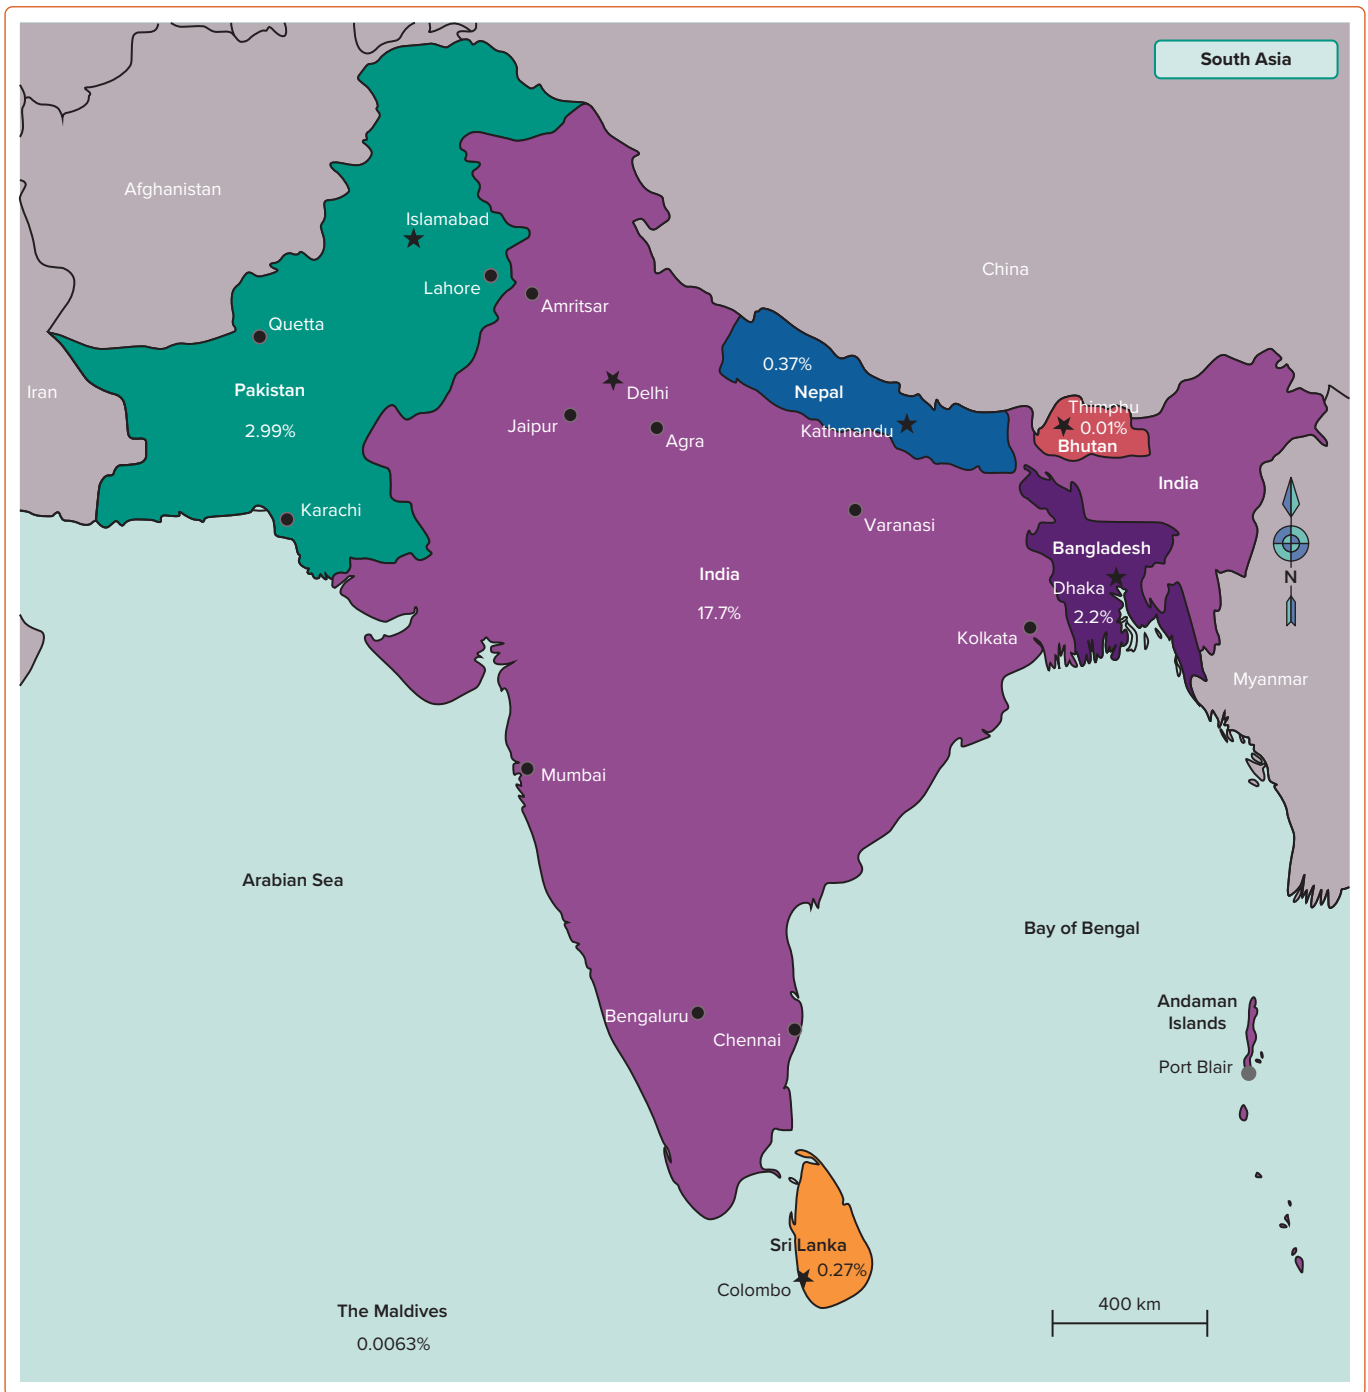 South Asia
Afghanistan
Islamabad
China
Lahore
Amritsar
Quetta
0.37%
Iran
Pakistan
Nepal
Delhi
Thimphu
2.99%
Jaipur
Agra
Kathmandu
0.01%
Bhutan
India
Karachi
Varanasi
Bangladesh
India
N
Dhaka
17.7%
2.2%
Kolkata
Myanmar
Mumbai
Arabian Sea
Bay of Bengal
Andaman
Islands
Bengaluru
Chennai
Port Blair
Sri Lanka
0.27%
Colombo
400 km
The Maldives
0.0063%